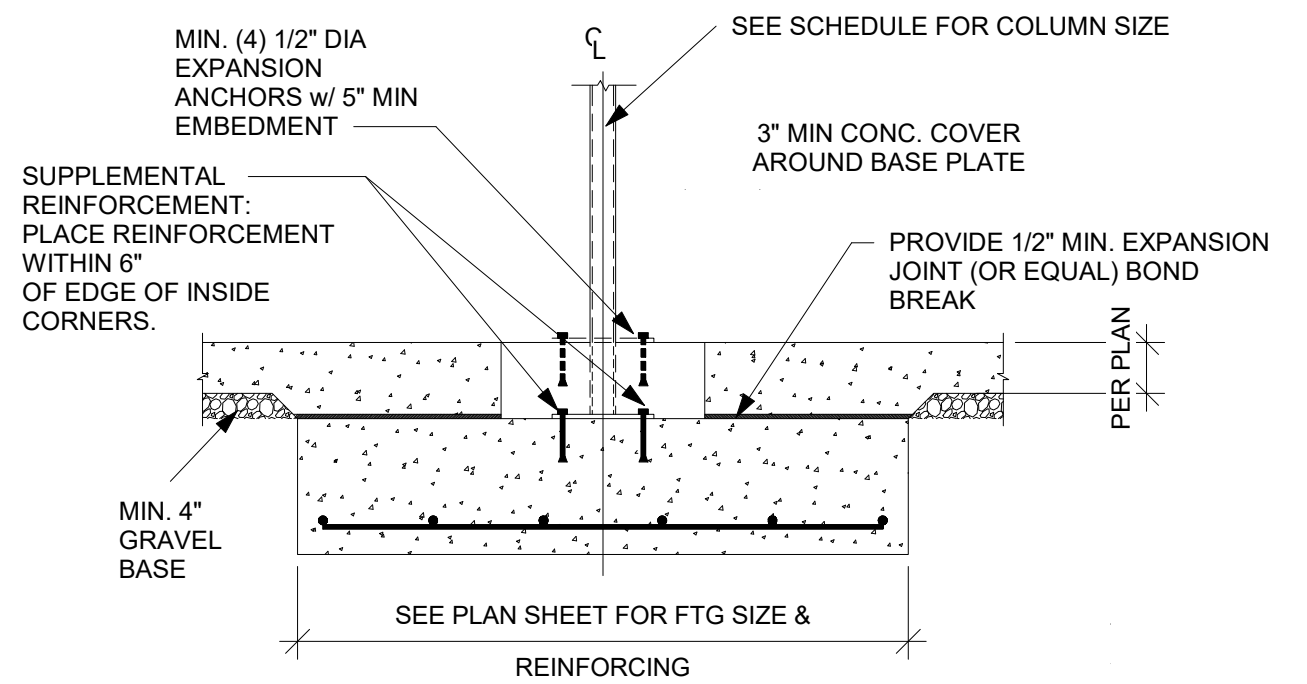 MIN. (4) 1/2" DIA
EXPANSION
ANCHORS w/ 5" MIN
EMBEDMENT
℄
SEE SCHEDULE FOR COLUMN SIZE
3" MIN CONC. COVER
AROUND BASE PLATE
SUPPLEMENTAL
REINFORCEMENT:
PLACE REINFORCEMENT
WITHIN 6"
OF EDGE OF INSIDE
CORNERS.
PROVIDE 1/2" MIN. EXPANSION
JOINT (OR EQUAL) BOND
BREAK
PER PLAN
MIN. 4"
GRAVEL
BASE
SEE PLAN SHEET FOR FTG SIZE &
REINFORCING